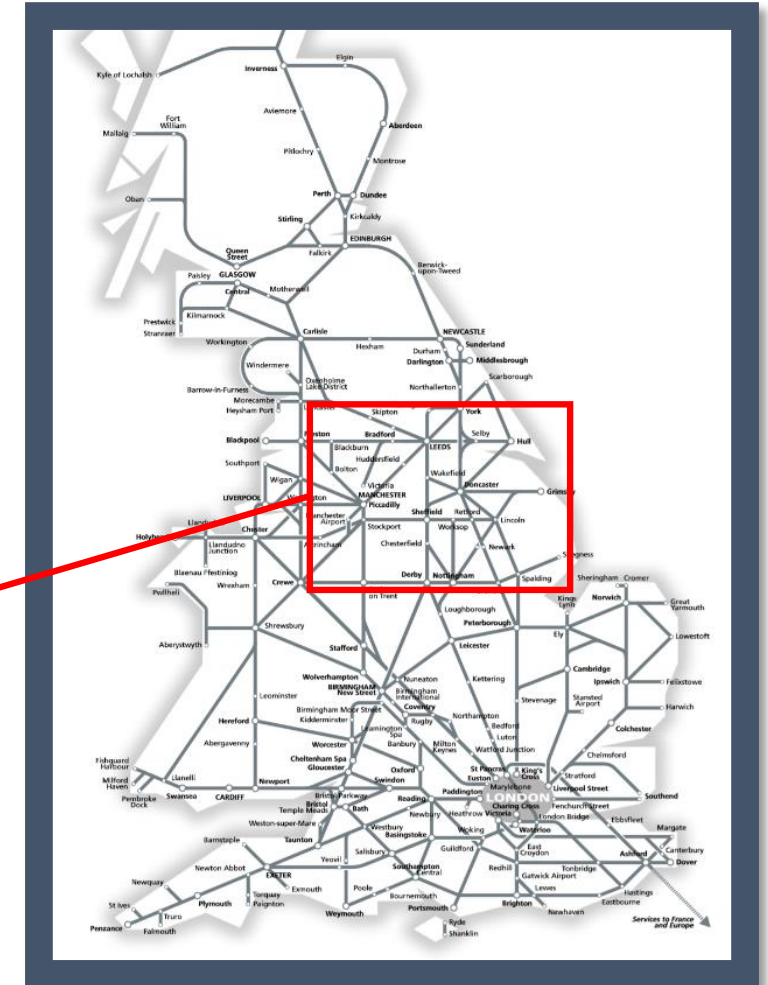 Elgin
Inverness
Kyle of Lochalsh
Aviemore
Fort
William
Mallaig
Aberdeen
Pitlochry
Montrose
Perth
Dundee
Oban
Kirkcaldy
Stirling
EDINBURGH
Queen
Street
Falkirk
Berwick-
upon-Tweed
Paisley
GLASGOW
Central
Motherwell
Kilmarnock
Prestwick
Stranraer
Carlisle
NEWCASTLE
Workington
Hexham
Sunderland
Durham
Darlington
Middlesbrough
Windermere
Scarborough
Oxenholme
Lake District
Barrow-in-Furness
Northallerton
Morecambe
Heysham Port
Lancaster
Skipton
York
Blackpool
Preston
Bradford
Selby
Blackburn
LEEDS
Hull
Huddersfield
Southport
Bolton
Wakefield
Wigan
Victoria
Doncaster
LIVERPOOL
Warrington
MANCHESTER
Piccadilly
Grimsby
Manchester
Airport
Sheffield
Retford
Lincoln
Stockport
Worksop
Holyhead
Llandudno
Chester
Llandudno
Junction
Altrincham
Chesterfield
Newark
Skegness
Blaenau Ffestiniog
Pwllheli
Wrexham
Crewe
Derby
Nottingham
Spalding
Sheringham
Cromer
on Trent
Kings
Lynn
Norwich
Great
Yarmouth
Loughborough
Shrewsbury
Peterborough
Ely
Lowestoft
Aberystwyth
Stafford
Leicester
Wolverhampton
BIRMINGHAM
New Street
Nuneaton
Birmingham
International
Kettering
Cambridge
Ipswich
Felixstowe
Leominster
Birmingham Moor Street
Coventry
Stevenage
Stansted
Airport
Harwich
Kidderminster
Rugby
Northampton
Hereford
Leamington
Spa
Bedford
Colchester
Abergavenny
Worcester
Banbury
Milton
Keynes
Luton
Watford Junction
Chelmsford
Fishguard
Harbour
Cheltenham Spa
Gloucester
Oxford
St Pancras
Euston
King's
Cross
Stratford
Milford
Haven
Llanelli
Newport
Swindon
Marylebone
Liverpool Street
Pembroke
Dock
Swansea
CARDIFF
Bristol Parkway
Bristol
Temple Meads
Bath
Reading
Paddington
LONDON
Fenchurch Street
Southend
Weston-super-Mare
Newbury
Heathrow
Victoria
Charing Cross
London Bridge
Ebbsfleet
Westbury
Basingstoke
Woking
Waterloo
Margate
Barnstaple
Taunton
Salisbury
Guildford
East
Croydon
Ashford
Canterbury
Dover
Yeovil
Newton Abbot
Southampton
Central
Redhill
Tonbridge
Gatwick Airport
EXETER
Newquay
Exmouth
Poole
Lewes
Hastings
Torquay
Paignton
Bournemouth
Eastbourne
St Ives
Plymouth
Weymouth
Portsmouth
Brighton
Newhaven
Truro
Penzance
Falmouth
Ryde
Shanklin
Services to France
and Europe